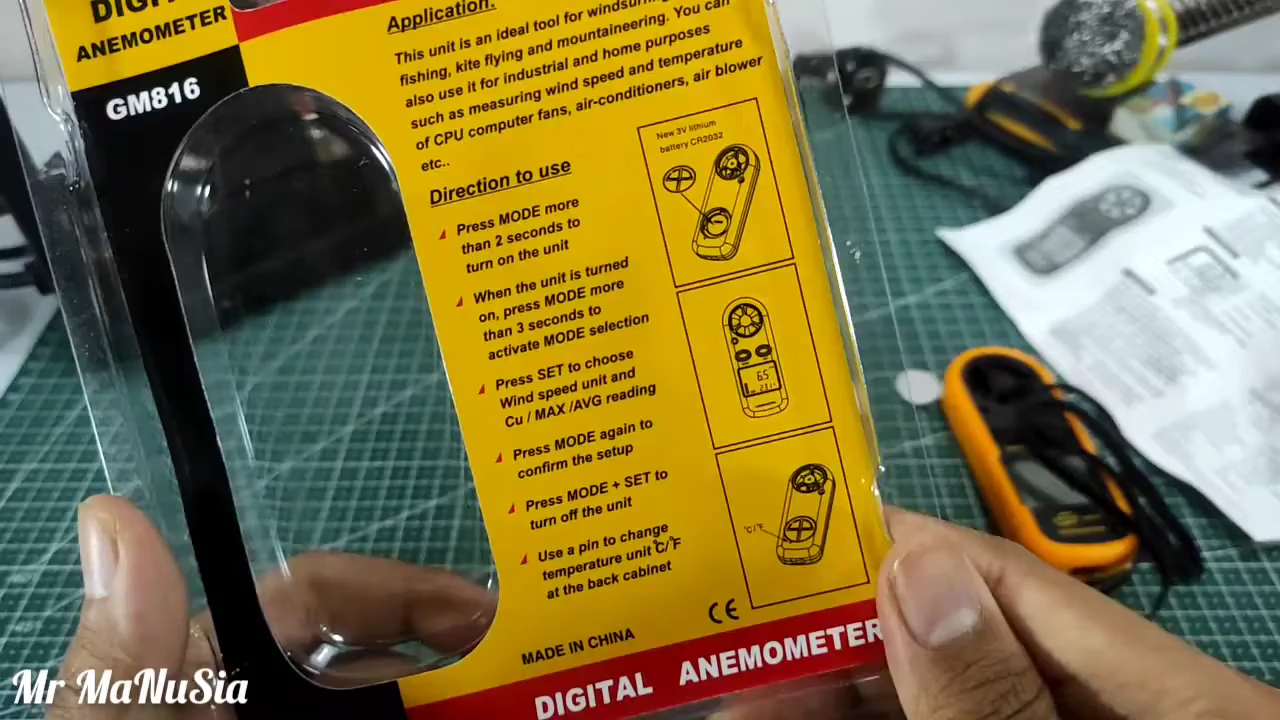 DIGITAL
ANEMOMETER
GM816
Application.
This unit is an ideal tool for windsurfing
fishing, kite flying and mountaineering. You can
also use it for industrial and home purposes
such as measuring wind speed and temperature
of CPU computer fans, air-conditioners, air blower
etc..
Direction to use
Press MODE more
than 2 seconds to
turn on the unit
When the unit is turned
on, press MODE more
than 3 seconds to
activate MODE selection
Press SET to choose
Wind speed unit and
Cu / MAX /AVG reading
Press MODE again to
confirm the setup
Press MODE + SET to
turn off the unit
Use a pin to change
temperature unit °C/°F
at the back cabinet
New 3V lithium
battery CR2032
6.5
°C/°F
CE
MADE IN CHINA
DIGITAL ANEMOMETER
Mr MaNuSia